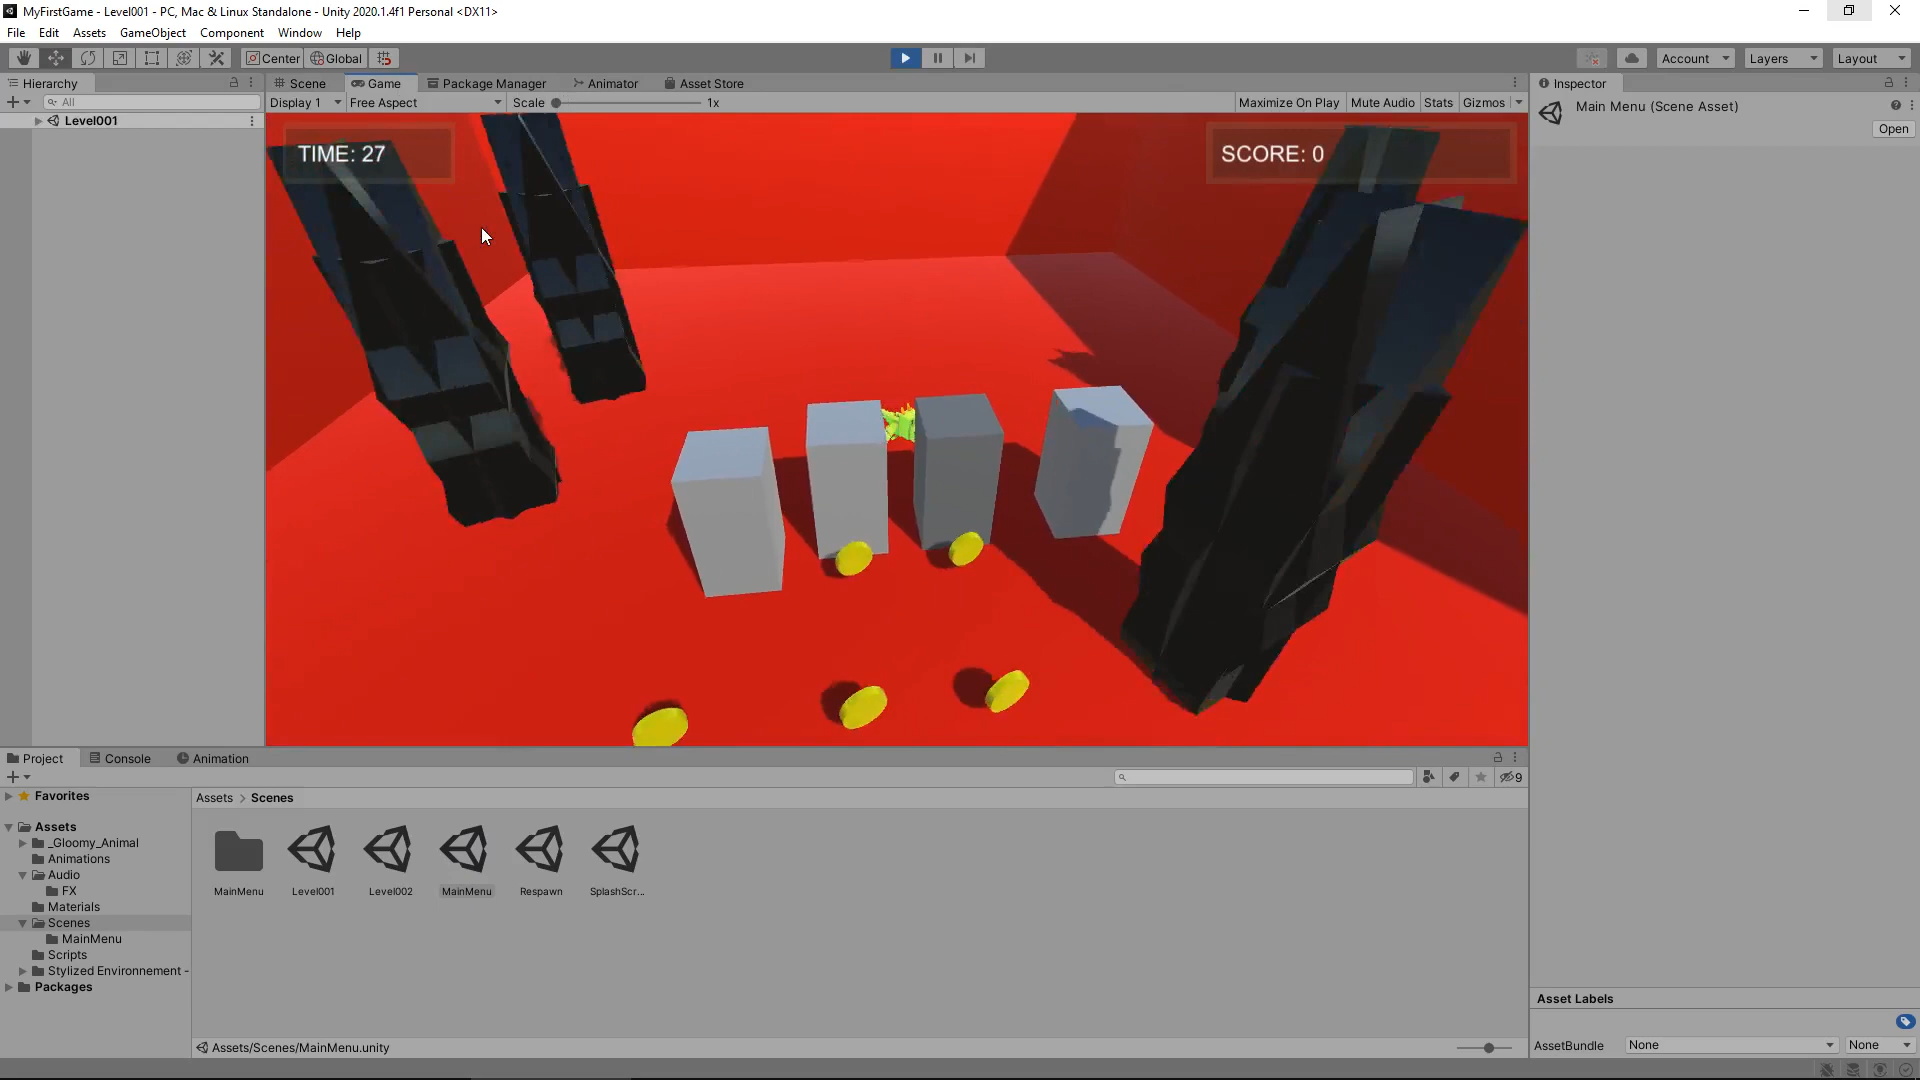 MyFirstGame - Level001 - PC, Mac & Linux Standalone - Unity 2020.1.4f1 Personal <DX11>
File Edit Assets GameObject Component Window Help
Center Global Account Layers Layout
Hierarchy Scene Game Package Manager Animator Asset Store Inspector
All Display 1 Free Aspect Scale 1x Maximize On Play Mute Audio Stats Gizmos Main Menu (Scene Asset)
Level001 Open
TIME: 27 SCORE: 0
Project Console Animation
9
Favorites Assets > Scenes
Assets
_Gloomy_Animal
Animations
Audio
FX MainMenu Level001 Level002 MainMenu Respawn SplashScr...
Materials
Scenes
MainMenu
Scripts
Stylized Environnement -
Packages
Asset Labels
Assets/Scenes/MainMenu.unity AssetBundle None None